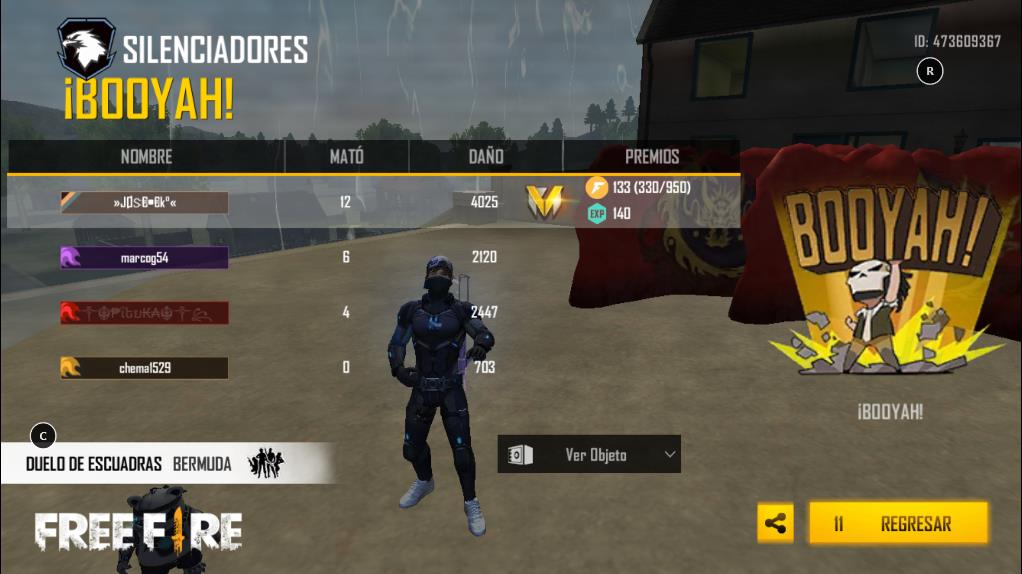 SILENCIADORES
¡BOOYAH!
ID: 473609367
R
NOMBRE MATÓ DAÑO PREMIOS
12 4025 133 (330/950)
EXP 140
marcog54 6 2120
4 2447
chema1529 0 703
BOOYAH!
¡BOOYAH!
C
DUELO DE ESCUADRAS BERMUDA
Ver Objeto
FREE FIRE
11 REGRESAR